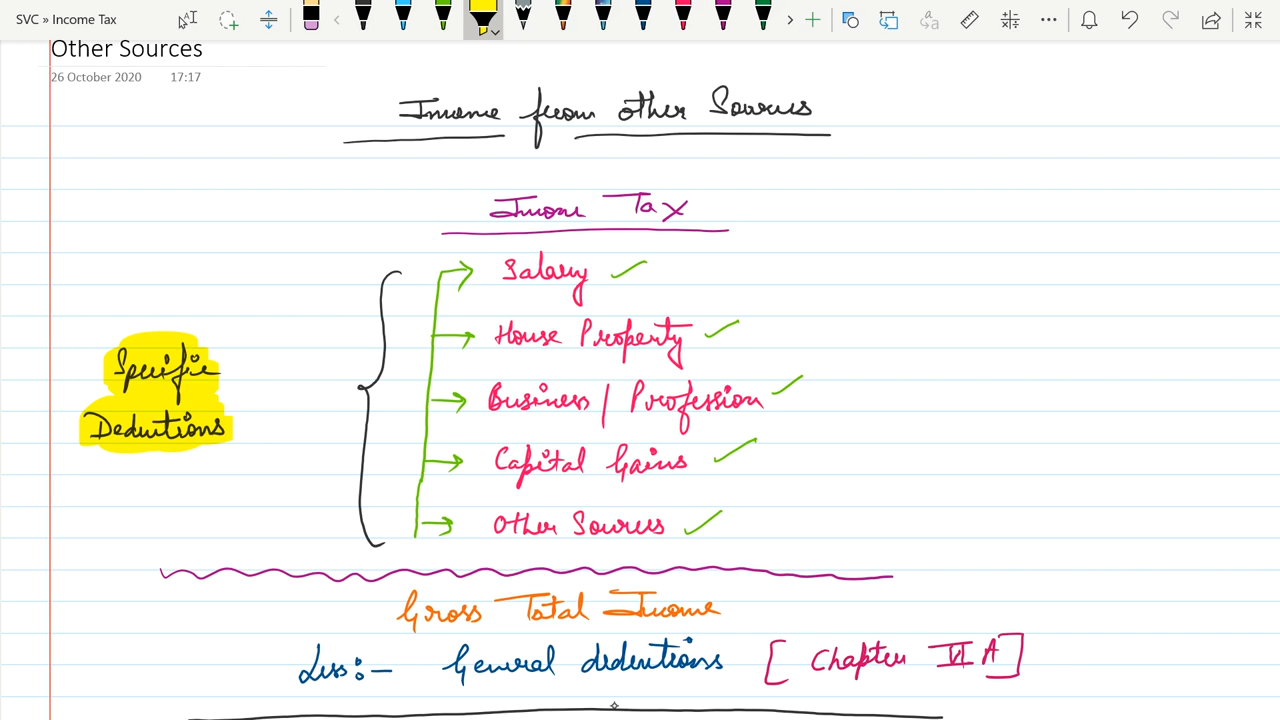 SVC » Income Tax
Other Sources
26 October 2020 17:17
Income from other Sources
Income Tax
Salary
House Property
Business / Profession
Capital Gains
Other Sources
Specific
Deductions
Gross Total Income
Less:- General deductions [Chapter VI A]